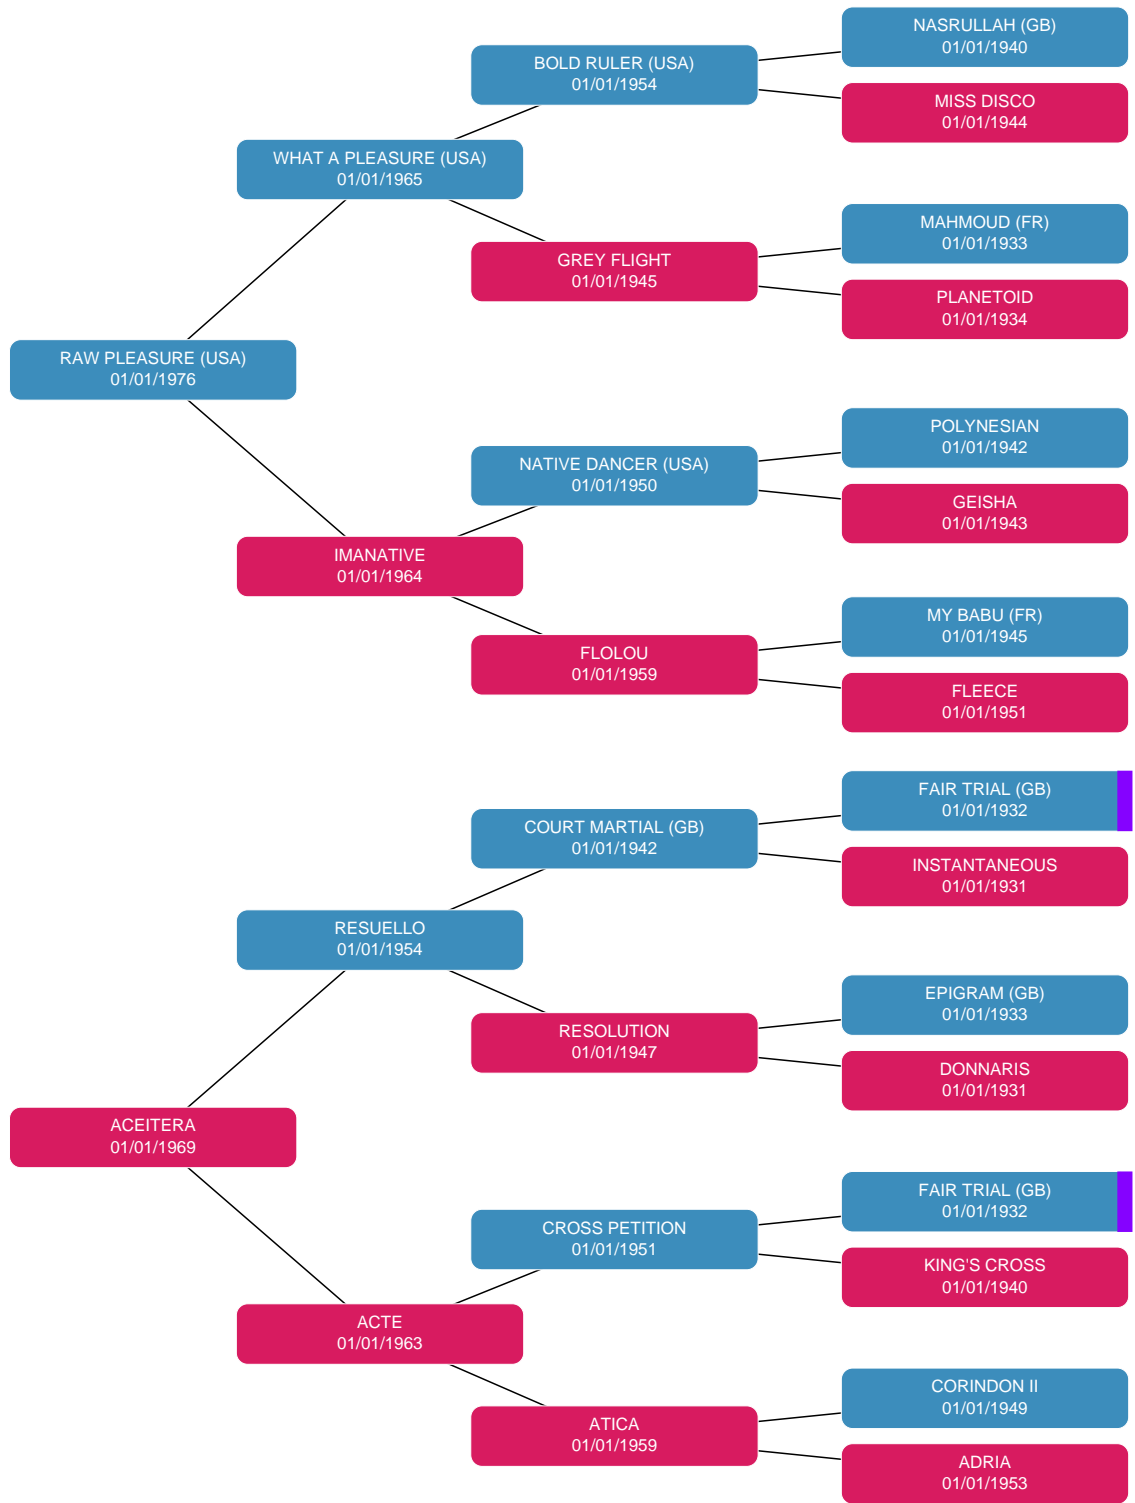 NASRULLAH (GB)
01/01/1940
BOLD RULER (USA)
01/01/1954
MISS DISCO
01/01/1944
WHAT A PLEASURE (USA)
01/01/1965
MAHMOUD (FR)
01/01/1933
GREY FLIGHT
01/01/1945
PLANETOID
01/01/1934
RAW PLEASURE (USA)
01/01/1976
POLYNESIAN
01/01/1942
NATIVE DANCER (USA)
01/01/1950
GEISHA
01/01/1943
IMANATIVE
01/01/1964
MY BABU (FR)
01/01/1945
FLOLOU
01/01/1959
FLEECE
01/01/1951
FAIR TRIAL (GB)
01/01/1932
COURT MARTIAL (GB)
01/01/1942
INSTANTANEOUS
01/01/1931
RESUELLO
01/01/1954
EPIGRAM (GB)
01/01/1933
RESOLUTION
01/01/1947
DONNARIS
01/01/1931
ACEITERA
01/01/1969
FAIR TRIAL (GB)
01/01/1932
CROSS PETITION
01/01/1951
KING'S CROSS
01/01/1940
ACTE
01/01/1963
CORINDON II
01/01/1949
ATICA
01/01/1959
ADRIA
01/01/1953